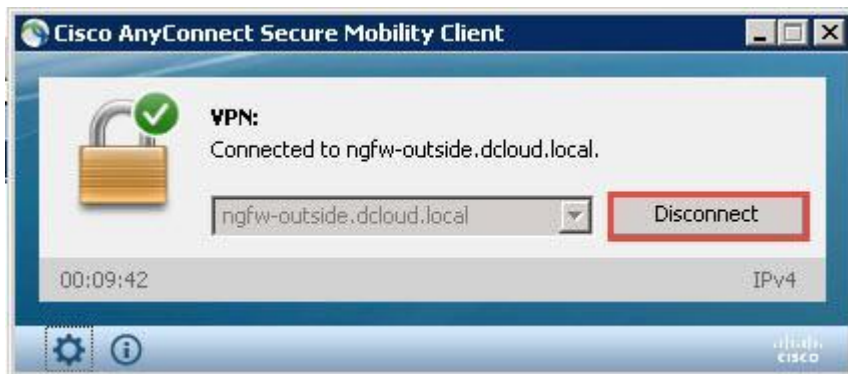 Cisco AnyConnect Secure Mobility Client
VPN:
Connected to ngfw-outside.dcloud.local.
ngfw-outside.dcloud.local
Disconnect
00:09:42
IPv4
CISCO